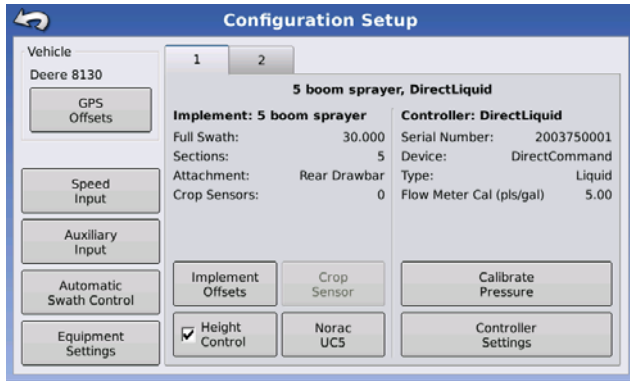 Configuration Setup
Vehicle
Deere 8130
GPS
Offsets
Speed
Input
Auxiliary
Input
Automatic
Swath Control
Equipment
Settings
1 2
5 boom sprayer, DirectLiquid
Implement: 5 boom sprayer
Full Swath: 30.000
Sections: 5
Attachment: Rear Drawbar
Crop Sensors: 0
Controller: DirectLiquid
Serial Number: 2003750001
Device: DirectCommand
Type: Liquid
Flow Meter Cal (pls/gal) 5.00
Implement
Offsets
Crop
Sensor
Calibrate
Pressure
Height
Control
Norac
UC5
Controller
Settings